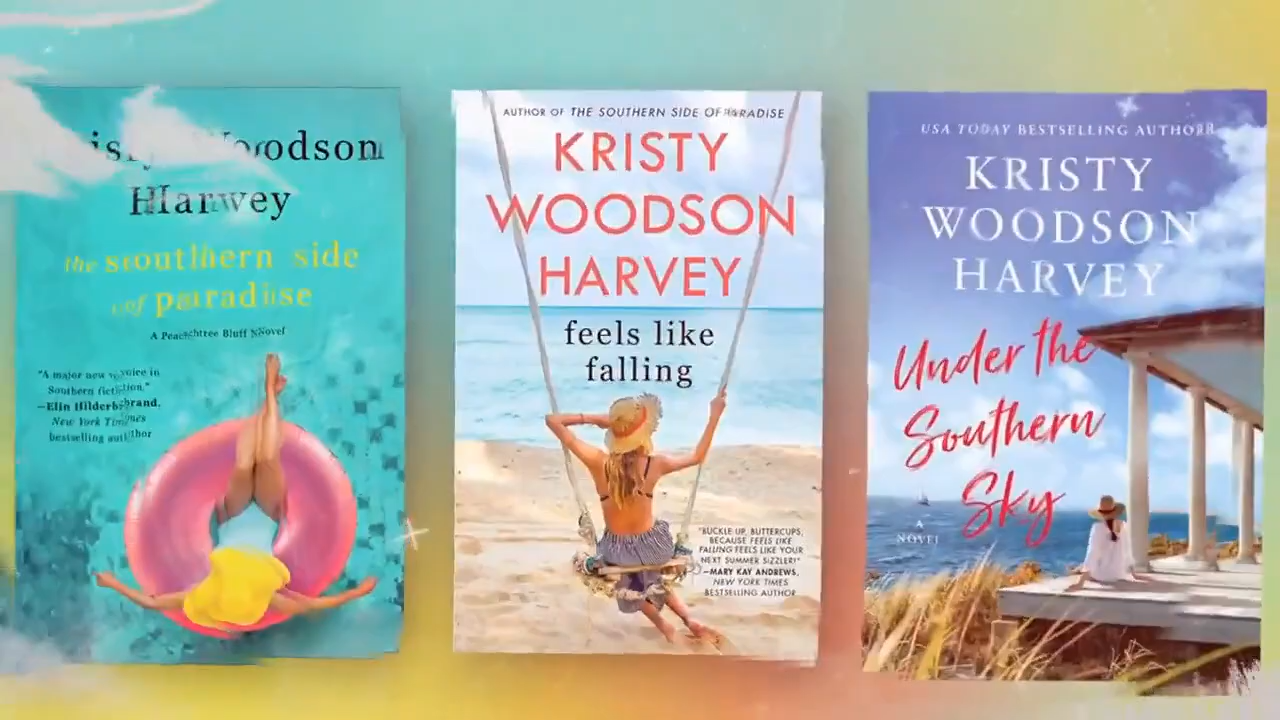 Woodson
Harvey
the southern side
of paradise
A Peachtree Bluff Novel
"A major new voice in
Southern fiction."
—Elin Hilderbrand,
New York Times
bestselling author
AUTHOR OF THE SOUTHERN SIDE OF PARADISE
KRISTY
WOODSON
HARVEY
feels like
falling
"BUCKLE UP, BUTTERCUPS,
BECAUSE FEELS LIKE
FALLING FEELS LIKE YOUR
NEXT SUMMER SIZZLER!"
—MARY KAY ANDREWS,
NEW YORK TIMES
BESTSELLING AUTHOR
USA TODAY BESTSELLING AUTHOR
KRISTY
WOODSON
HARVEY
Under the
Southern
Sky
A
NOVEL